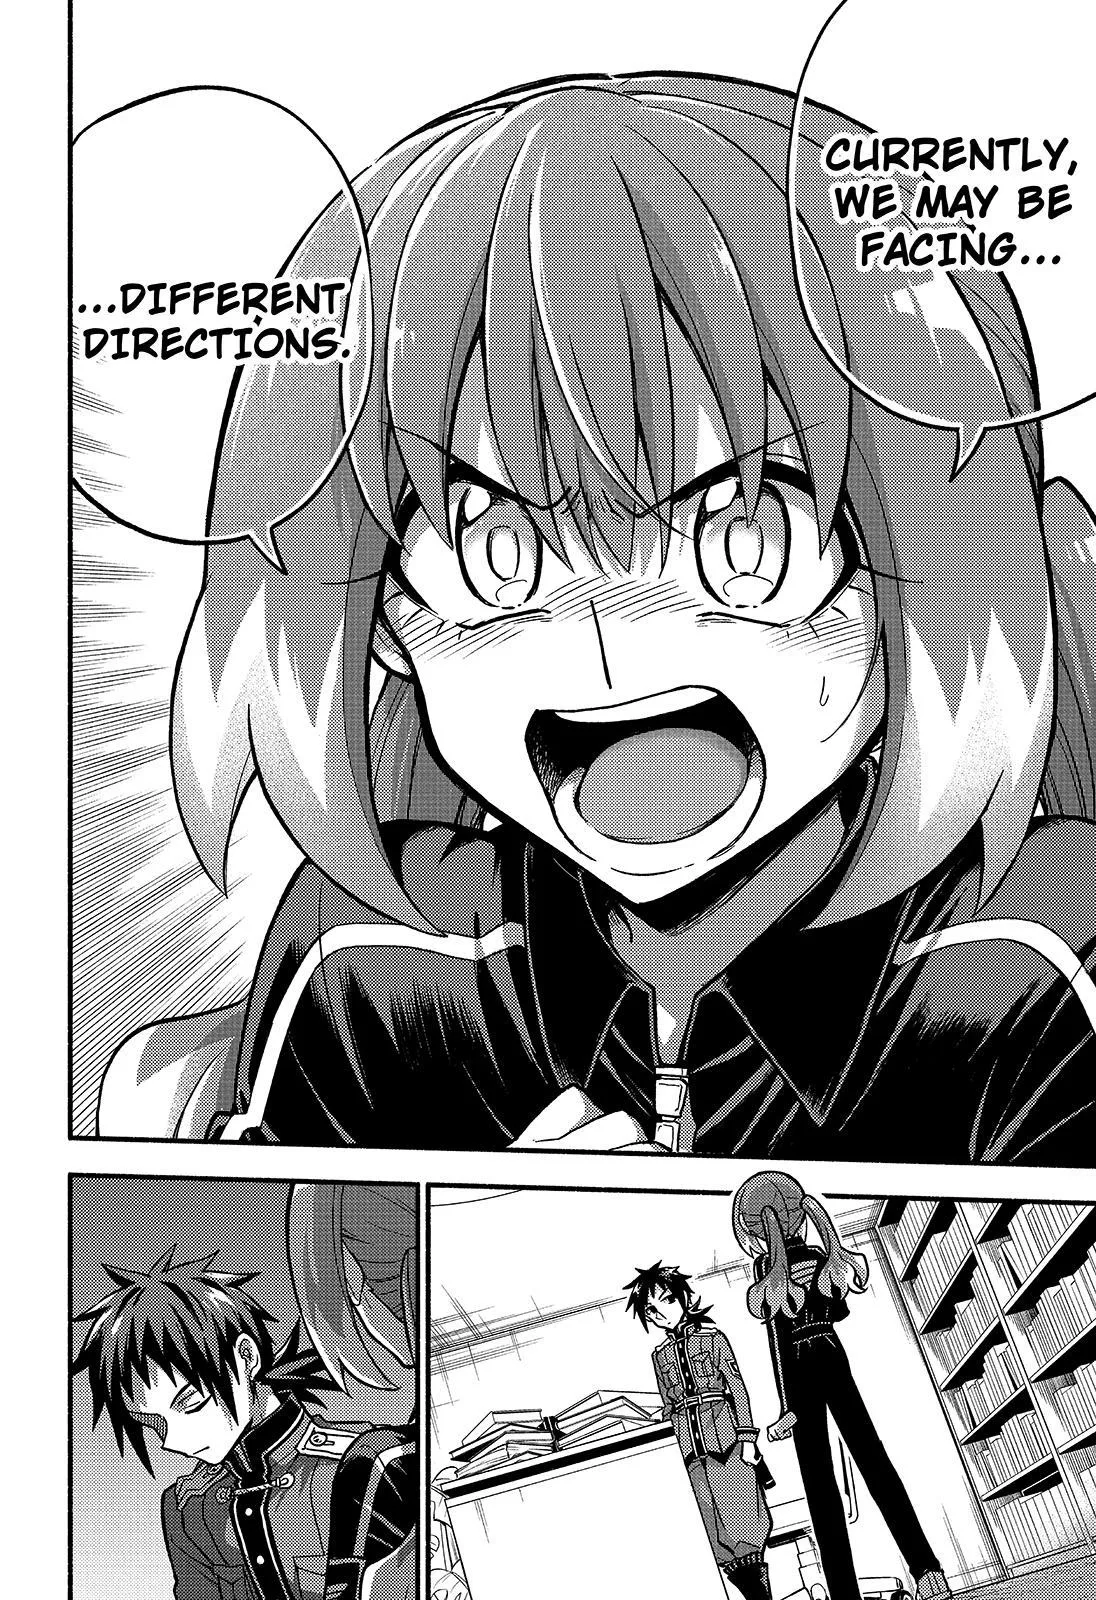 CURRENTLY,
WE MAY BE
FACING...
...DIFFERENT
DIRECTIONS.